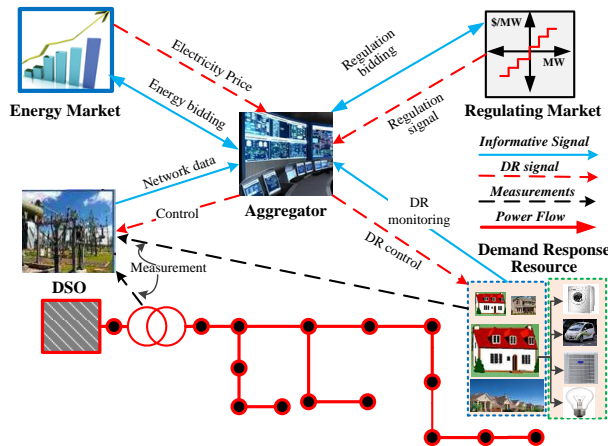 $/MW
MW
Electricity Price
Regulation
bidding
Energy Market
Regulating Market
Energy bidding
Regulation
signal
Informative Signal
DR signal
Measurements
Power Flow
Network data
Aggregator
Control
DR
monitoring
DR control
Demand Response
Resource
Measurement
DSO